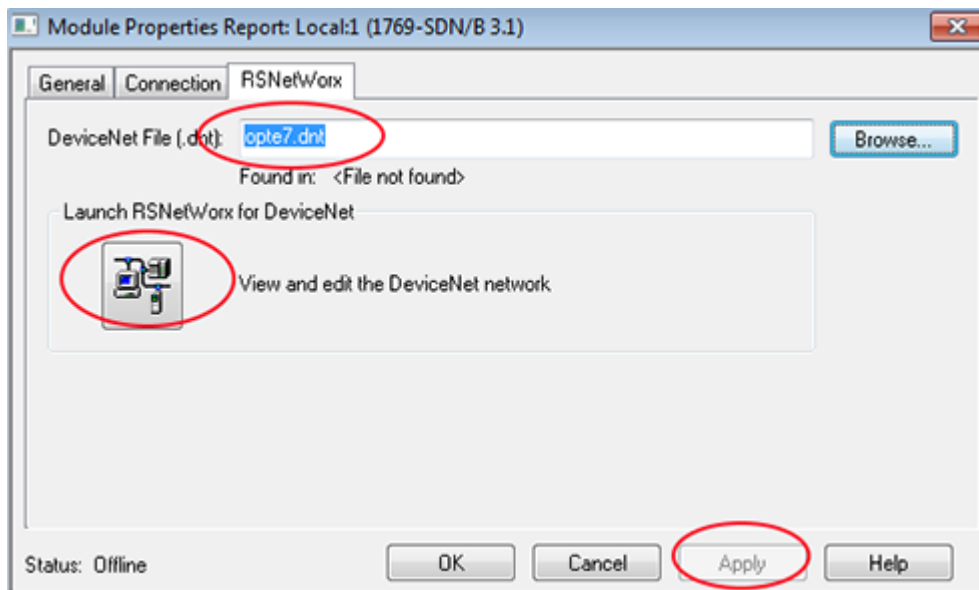 Module Properties Report: Local:1 (1769-SDN/B 3.1)
General Connection RSNetWorx
DeviceNet File (.dnt): opte7.dnt Browse...
Found in: <File not found>
Launch RSNetWorx for DeviceNet
View and edit the DeviceNet network
Status: Offline OK Cancel Apply Help